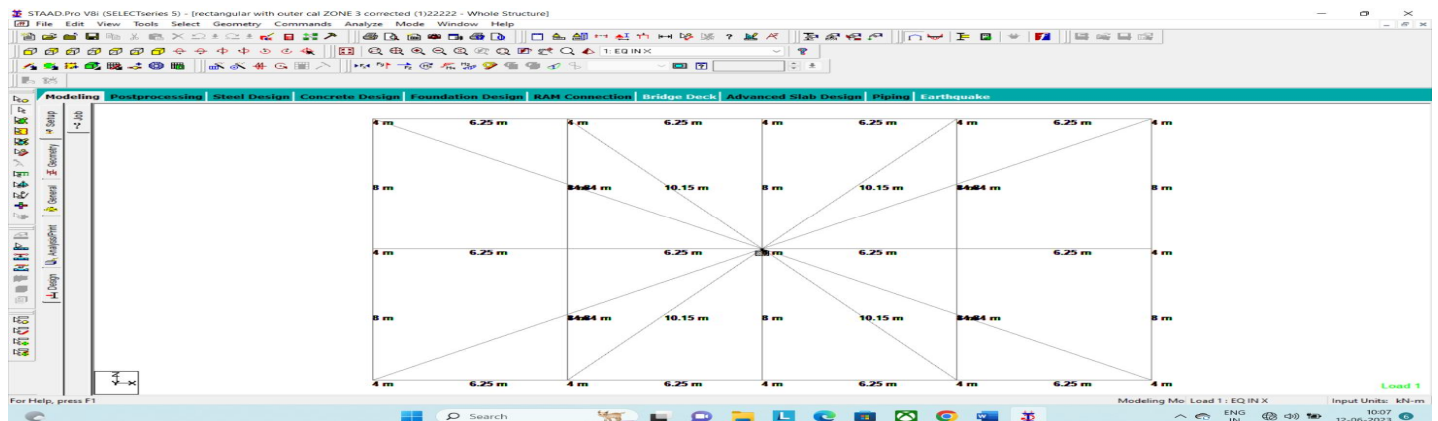 STAAD.Pro V8i (SELECTseries 5) - [rectangular with outer cal ZONE 3 corrected (1)22222 - Whole Structure]
File Edit View Tools Select Geometry Commands Analyze Mode Window Help
1: EQ IN X
Modeling Postprocessing Steel Design Concrete Design Foundation Design RAM Connection Bridge Deck Advanced Slab Design Piping Earthquake
Setup
Job
Geometry
General
Analysis/Print
Design
4 m 6.25 m 4 m 6.25 m 4 m 6.25 m 4 m 6.25 m 4 m
8 m 10.15 m 8 m 10.15 m 8 m
4 m 6.25 m 6.25 m m 6.25 m 6.25 m 4 m
8 m 10.15 m 8 m 10.15 m 8 m
4 m 6.25 m 4 m 6.25 m 4 m 6.25 m 4 m 6.25 m 4 m
Z
Y X
Load 1
For Help, press F1
Modeling Mo Load 1 : EQ IN X Input Units: kN-m
Search
ENG
IN
10:07
12-06-2023
6